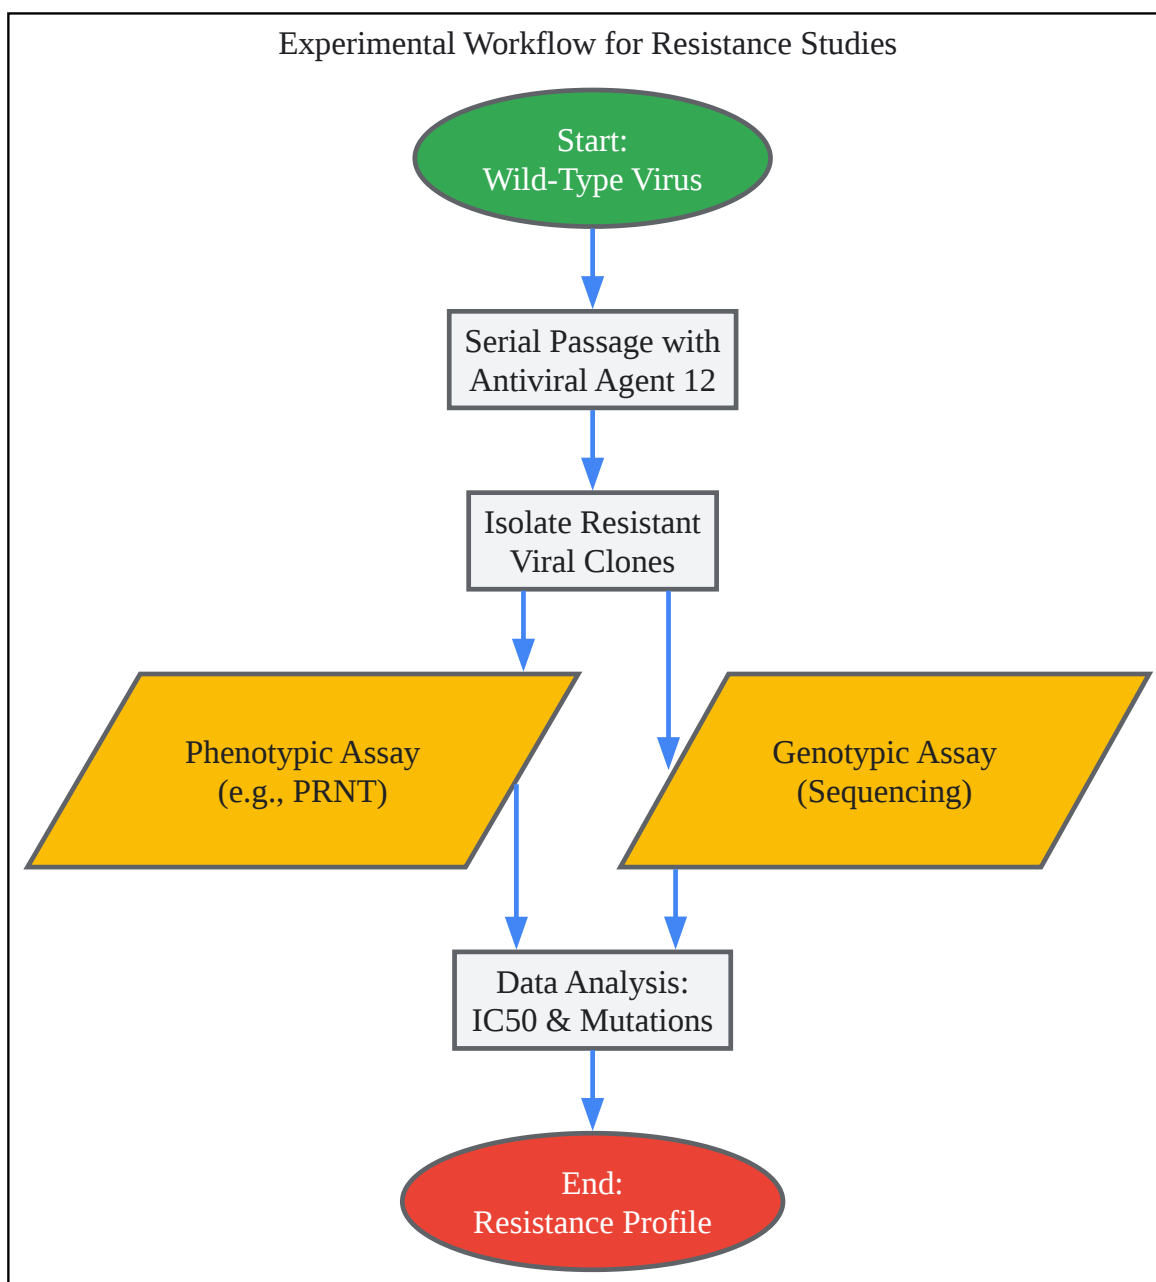 Experimental Workflow for Resistance Studies
Start:
Wild-Type Virus
Serial Passage with
Antiviral Agent 12
Isolate Resistant
Viral Clones
Phenotypic Assay
(e.g., PRNT)
Genotypic Assay
(Sequencing)
Data Analysis:
IC50 & Mutations
End:
Resistance Profile